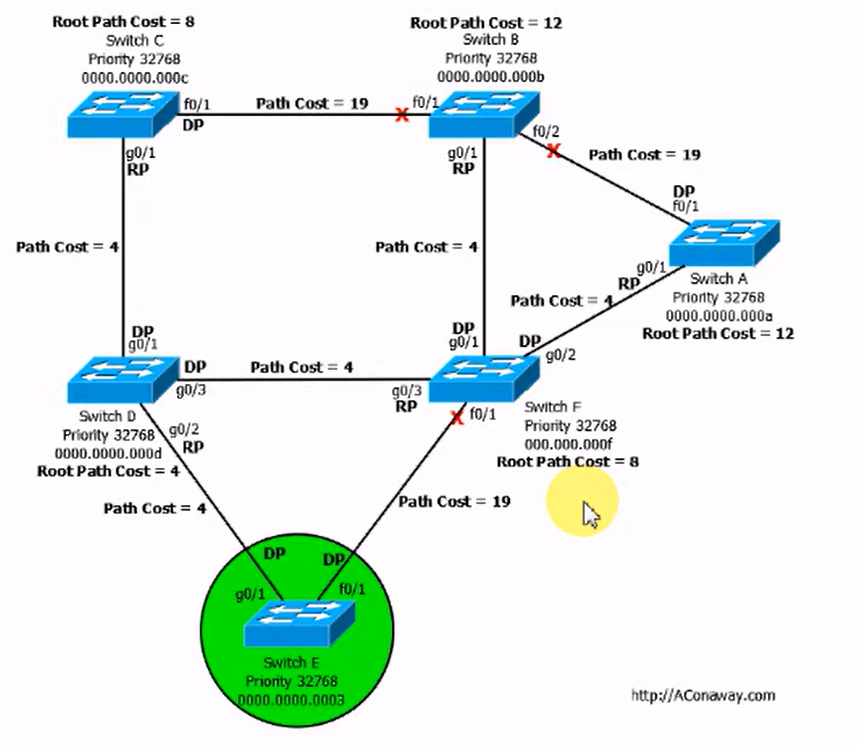 Root Path Cost = 8
Switch C
Priority 32768
0000.0000.000c
Root Path Cost = 12
Switch B
Priority 32768
0000.0000.000b
f0/1
DP
Path Cost = 19
X
f0/1
f0/2
X
Path Cost = 19
g0/1
RP
g0/1
RP
DP
f0/1
Path Cost = 4
Path Cost = 4
g0/1
RP
Switch A
Priority 32768
0000.0000.000a
Root Path Cost = 12
Path Cost = 4
DP
g0/1
DP
g0/1
DP
g0/2
DP
g0/3
Path Cost = 4
g0/3
RP
X
f0/1
Switch D
Priority 32768
0000.0000.000d
Root Path Cost = 4
g0/2
RP
Switch F
Priority 32768
000.000.000f
Root Path Cost = 8
Path Cost = 4
Path Cost = 19
DP
DP
g0/1
f0/1
Switch E
Priority 32768
0000.0000.0003
http://AConaway.com